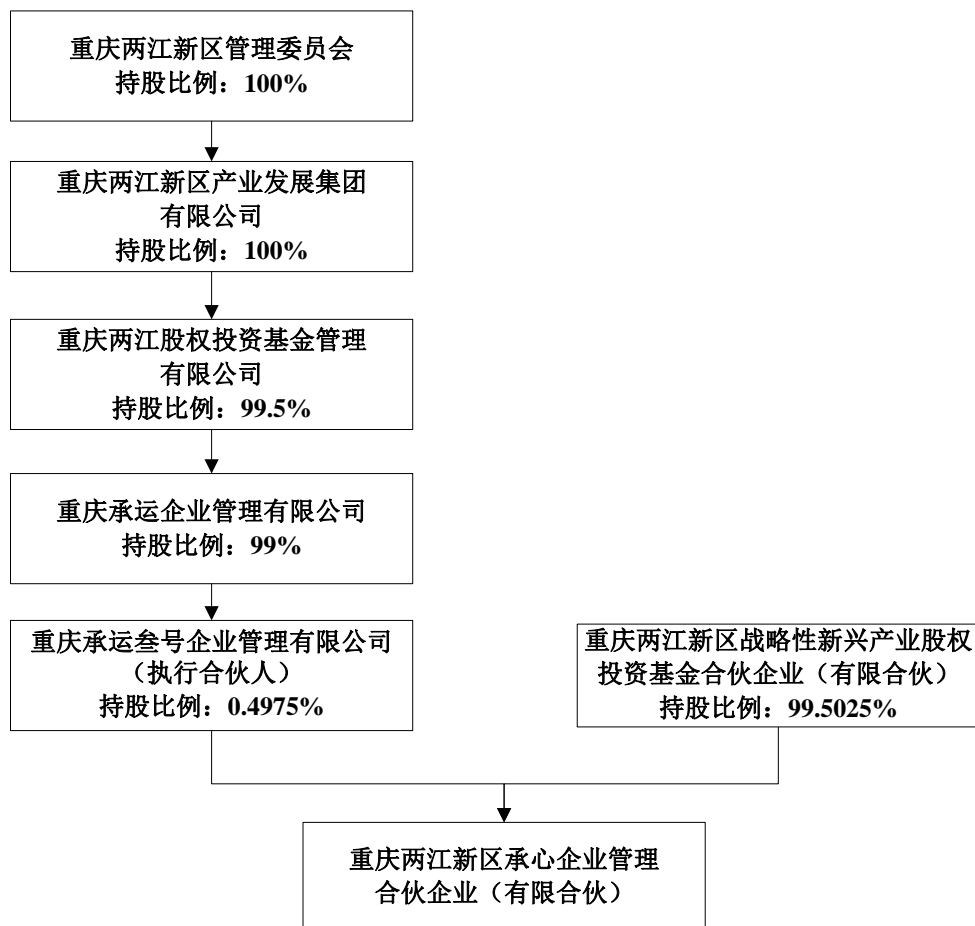 重庆两江新区管理委员会
持股比例：100%
重庆两江新区产业发展集团
有限公司
持股比例：100%
重庆两江股权投资基金管理
有限公司
持股比例：99.5%
重庆承运企业管理有限公司
持股比例：99%
重庆承运叁号企业管理有限公司
（执行合伙人）
持股比例：0.4975%
重庆两江新区战略性新兴产业股权
投资基金合伙企业（有限合伙）
持股比例：99.5025%
重庆两江新区承心企业管理
合伙企业（有限合伙）